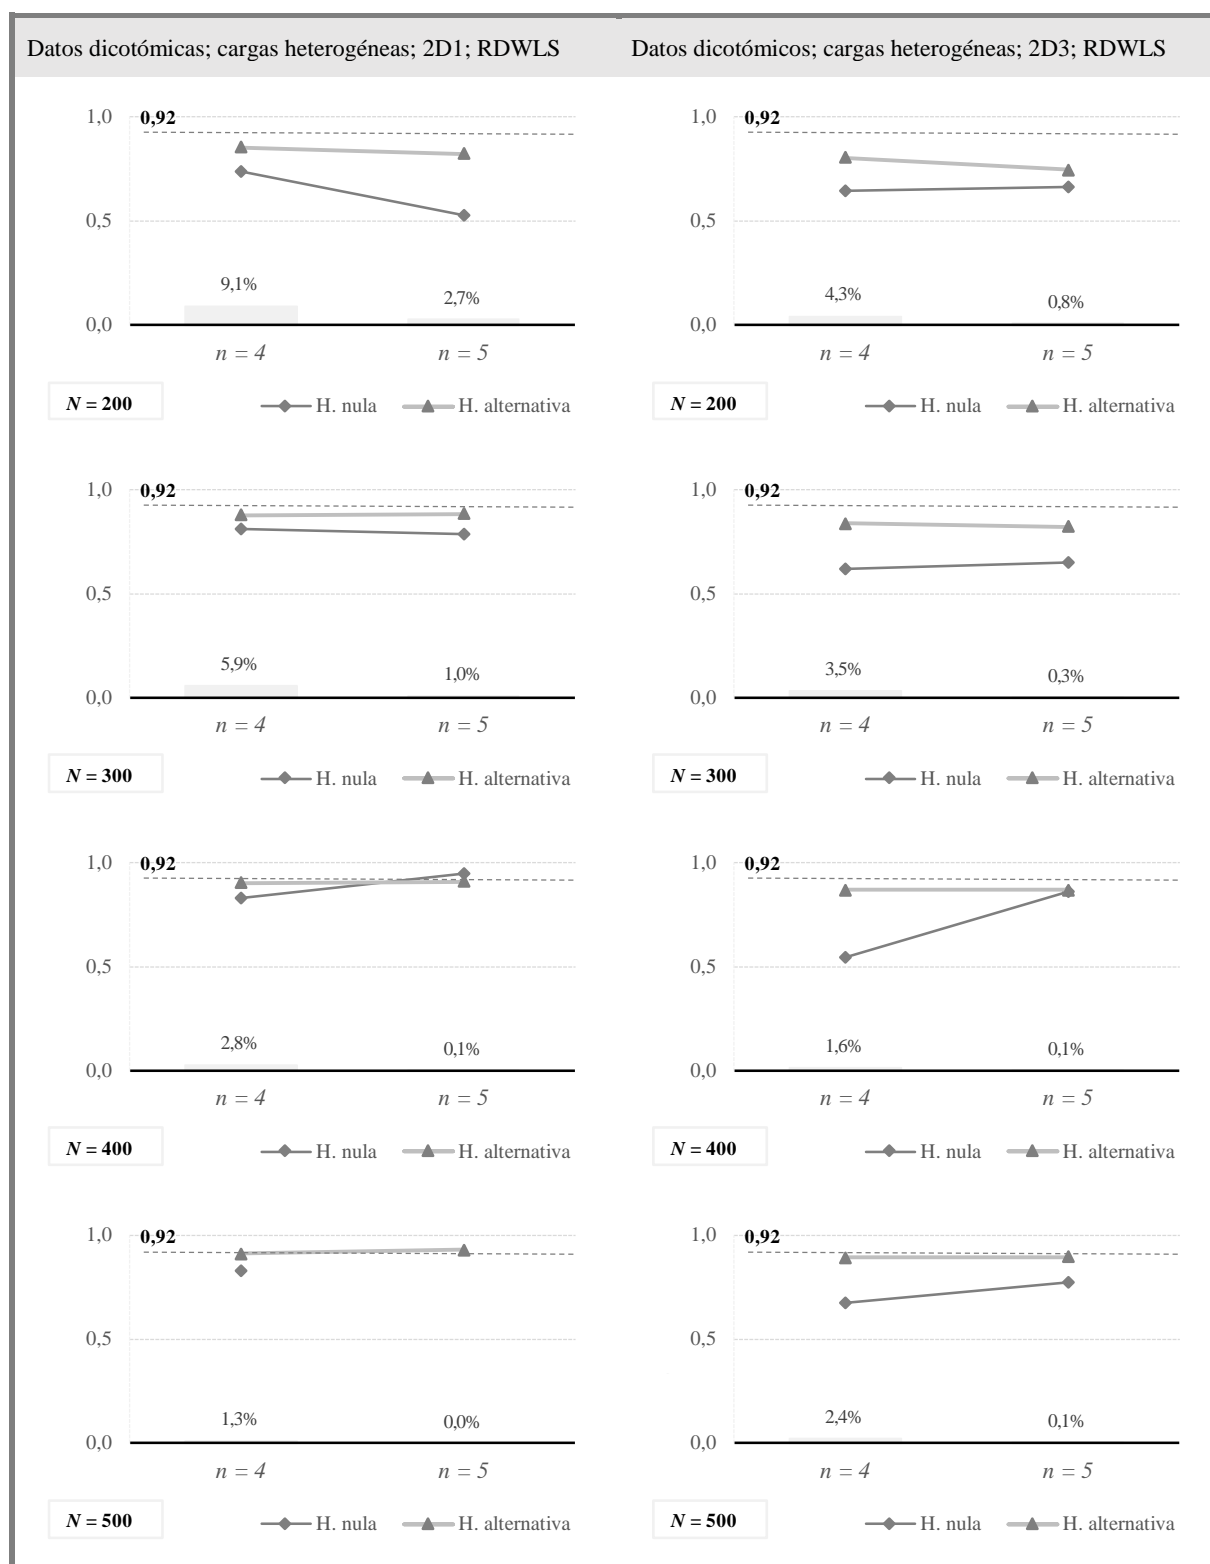 Datos dicotómicas; cargas heterogéneas; 2D1; RDWLS
Datos dicotómicos; cargas heterogéneas; 2D3; RDWLS
1,0
0,92
0,5
9,1%
2,7%
0,0
n = 4
n = 5
N = 200
H. nula
H. alternativa
1,0
0,92
0,5
4,3%
0,8%
0,0
n = 4
n = 5
N = 200
H. nula
H. alternativa
1,0
0,92
0,5
5,9%
1,0%
0,0
n = 4
n = 5
N = 300
H. nula
H. alternativa
1,0
0,92
0,5
3,5%
0,3%
0,0
n = 4
n = 5
N = 300
H. nula
H. alternativa
1,0
0,92
0,5
2,8%
0,1%
0,0
n = 4
n = 5
N = 400
H. nula
H. alternativa
1,0
0,92
0,5
1,6%
0,1%
0,0
n = 4
n = 5
N = 400
H. nula
H. alternativa
1,0
0,92
0,5
1,3%
0,0%
0,0
n = 4
n = 5
N = 500
H. nula
H. alternativa
1,0
0,92
0,5
2,4%
0,1%
0,0
n = 4
n = 5
N = 500
H. nula
H. alternativa